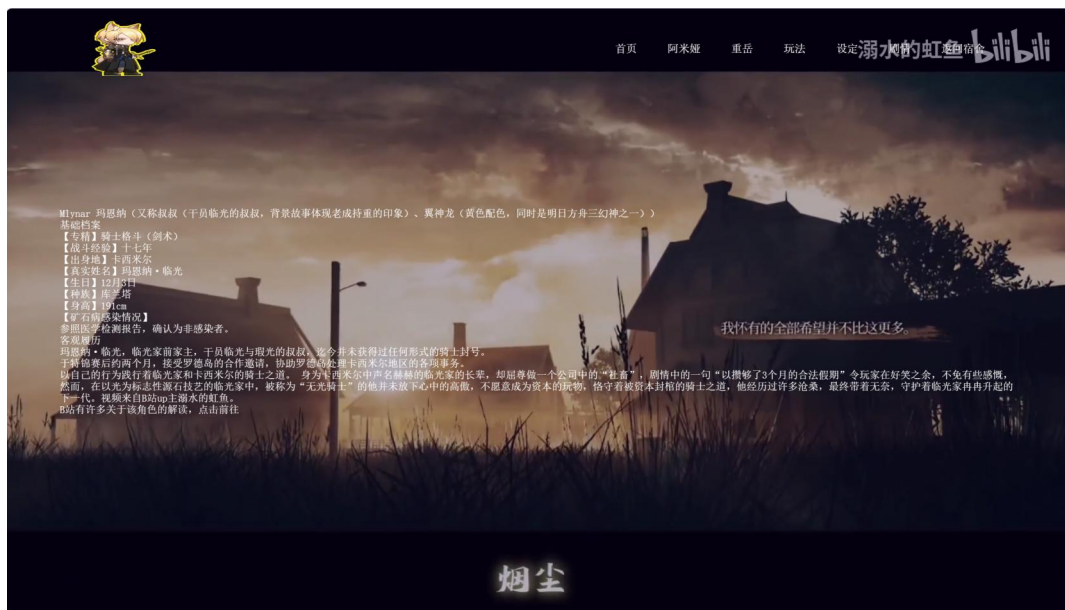 首页 阿米娅 重岳 玩法 设定 剧情 返回宿舍
溺水的虹鱼 bilibili
Mlynar 玛恩纳（又称叔叔（干员临光的叔叔，背景故事体现老成持重的印象）、翼神龙（黄色配色，同时是明日方舟三幻神之一））
基础档案
【专精】骑士格斗（剑术）
【战斗经验】十七年
【出身地】卡西米尔
【真实姓名】玛恩纳·临光
【生日】12月3日
【种族】库兰塔
【身高】191cm
【矿石病感染情况】
参照医学检测报告，确认为非感染者。
客观履历
玛恩纳·临光，临光家前家主，干员临光与瑕光的叔叔。迄今并未获得过任何形式的骑士封号。
于特锦赛后约两个月，接受罗德岛的合作邀请，协助罗德岛处理卡西米尔地区的各项事务。
以自己的行为践行着临光家和卡西米尔的骑士之道。 身为卡西米尔中声名赫赫的临光家的长辈，却屈尊做一个公司中的“社畜”，剧情中的一句“以攒够了3个月的合法假期”令玩家在好笑之余，不免有些感慨，
然而，在以光为标志性源石技艺的临光家中，被称为“无光骑士”的他并未放下心中的高傲，不愿意成为资本的玩物，恪守着被资本封棺的骑士之道，他经历过许多沧桑，最终带着无奈，守护着临光家冉冉升起的
下一代。视频来自B站up主溺水的虹鱼。
B站有许多关于该角色的解读，点击前往
我怀有的全部希望并不比这更多。
烟尘